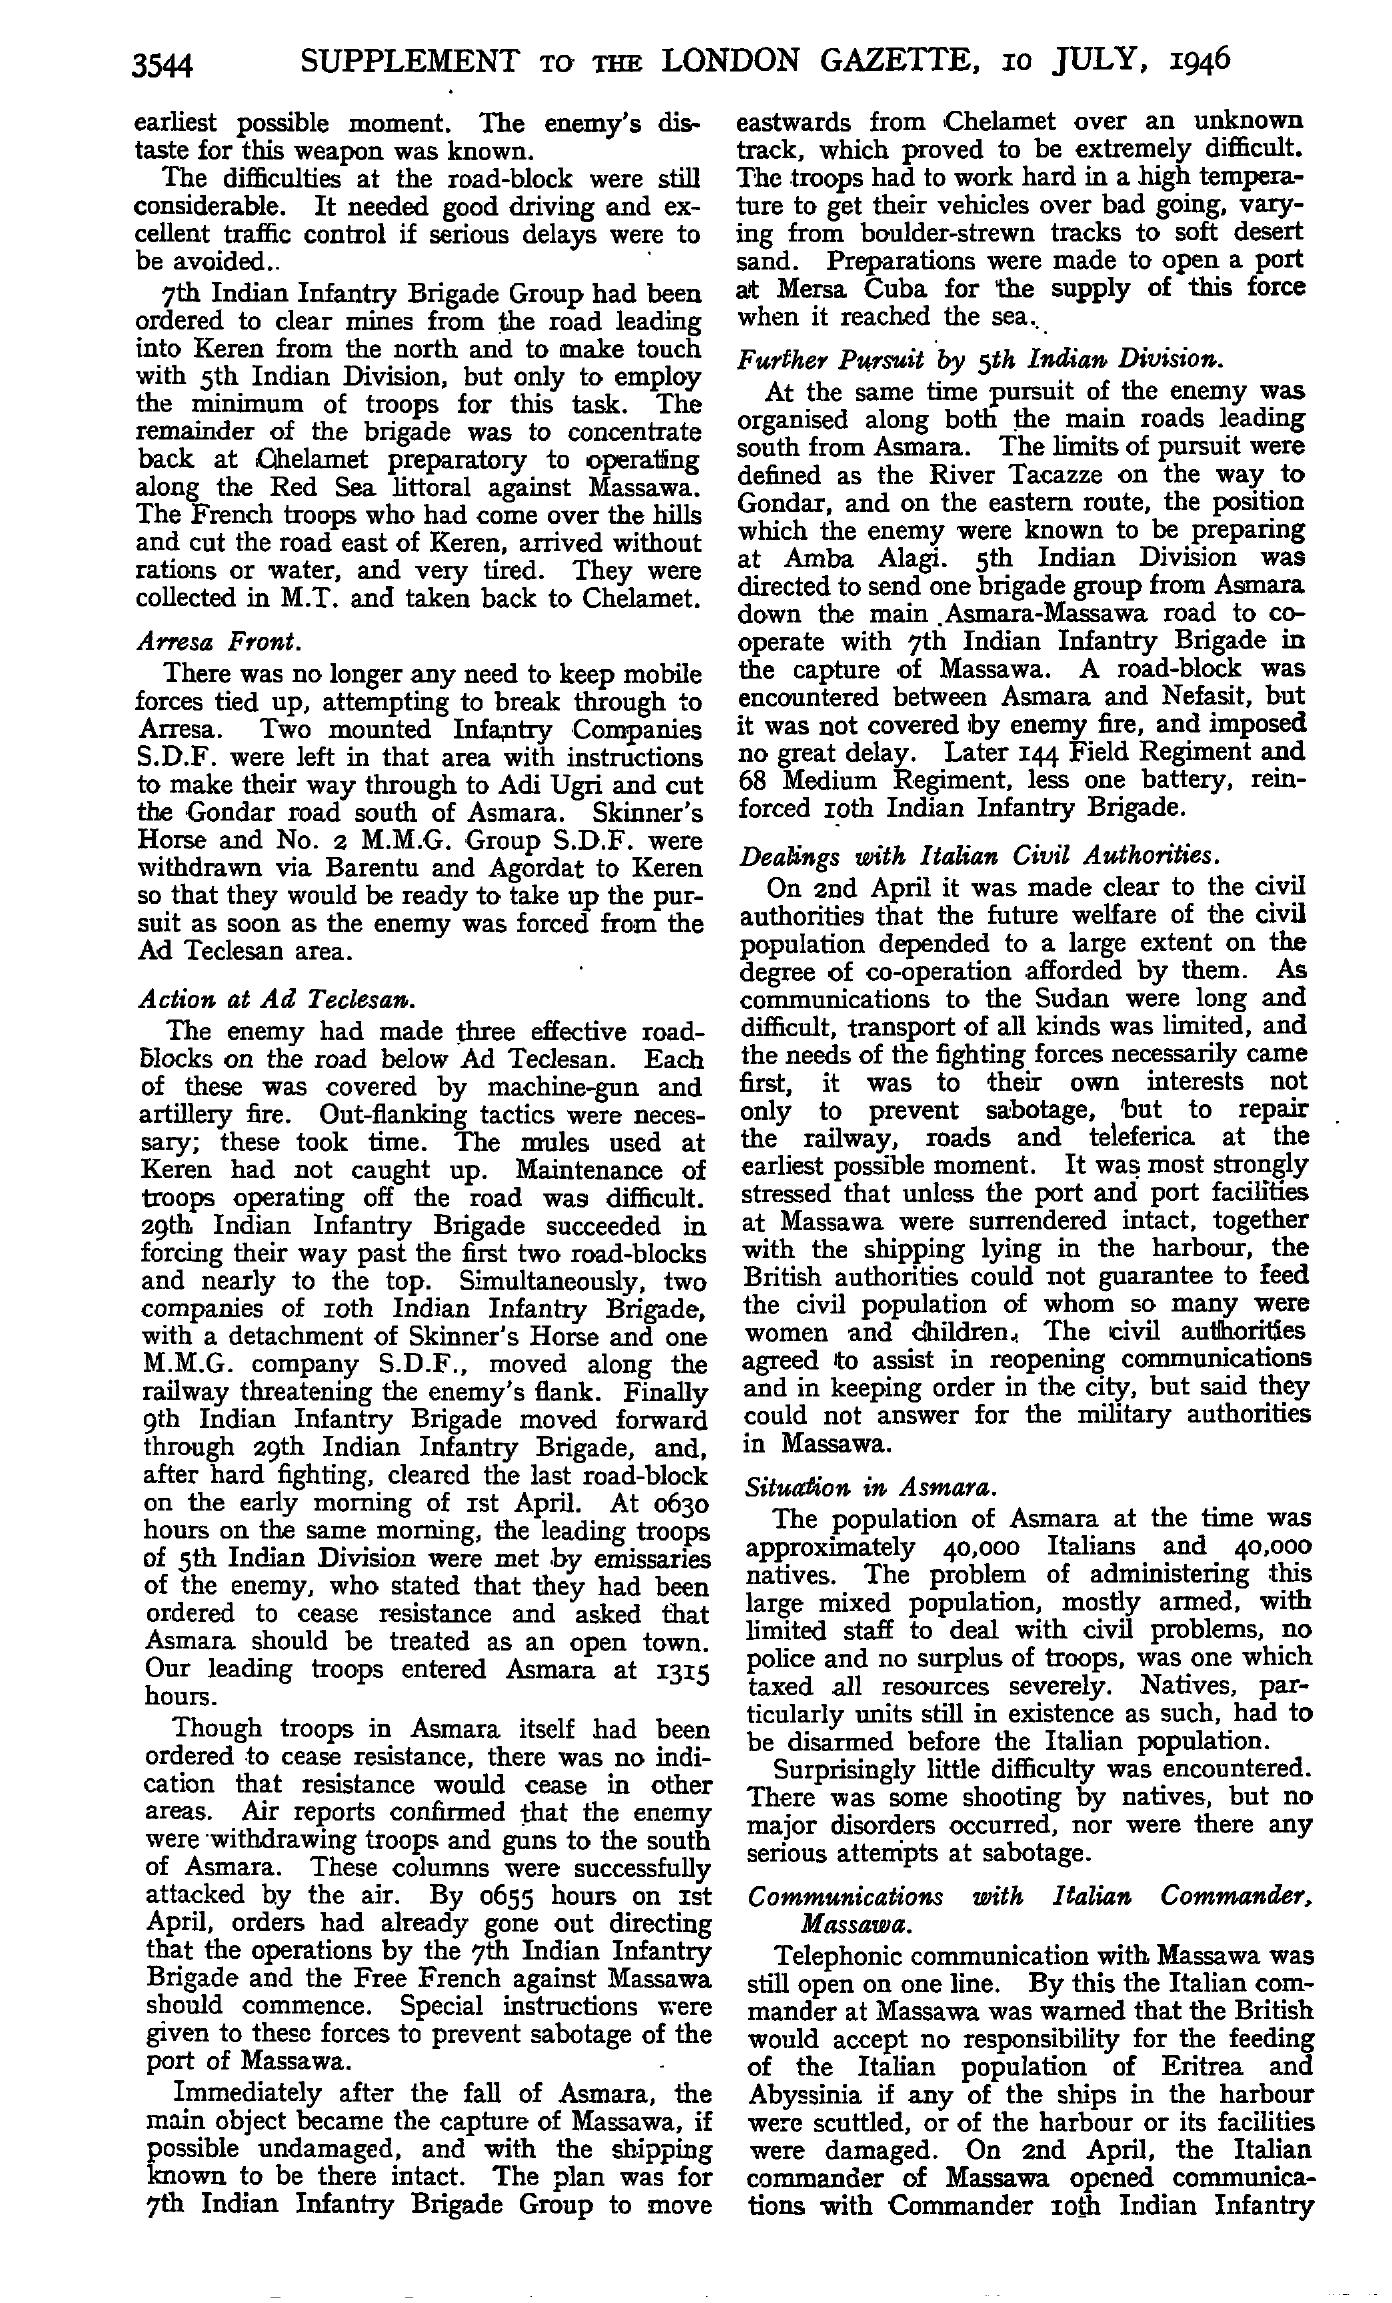 3544 SUPPLEMENT TO THE LONDON GAZETTE, 10 JULY, 1946
earliest possible moment. The enemy's dis-
taste for this weapon was known.
The difficulties at the road-block were still
considerable. It needed good driving and ex-
cellent traffic control if serious delays were to
be avoided..
7th Indian Infantry Brigade Group had been
ordered to clear mines from the road leading
into Keren from the north and to make touch
with 5th Indian Division, but only to employ
the minimum of troops for this task. The
remainder of the brigade was to concentrate
back at Chelamet preparatory to operating
along the Red Sea littoral against Massawa.
The French troops who had come over the hills
and cut the road east of Keren, arrived without
rations or water, and very tired. They were
collected in M.T. and taken back to Chelamet.
Arresa Front.
There was no longer any need to keep mobile
forces tied up, attempting to break through to
Arresa. Two mounted Infantry Companies
S.D.F. were left in that area with instructions
to make their way through to Adi Ugri and cut
the Gondar road south of Asmara. Skinner's
Horse and No. 2 M.M.G. Group S.D.F. were
withdrawn via Barentu and Agordat to Keren
so that they would be ready to take up the pur-
suit as soon as the enemy was forced from the
Ad Teclesan area.
Action at Ad Teclesan.
The enemy had made three effective road-
blocks on the road below Ad Teclesan. Each
of these was covered by machine-gun and
artillery fire. Out-flanking tactics were neces-
sary; these took time. The mules used at
Keren had not caught up. Maintenance of
troops operating off the road was difficult.
29th Indian Infantry Brigade succeeded in
forcing their way past the first two road-blocks
and nearly to the top. Simultaneously, two
companies of 10th Indian Infantry Brigade,
with a detachment of Skinner's Horse and one
M.M.G. company S.D.F., moved along the
railway threatening the enemy's flank. Finally
9th Indian Infantry Brigade moved forward
through 29th Indian Infantry Brigade, and,
after hard fighting, cleared the last road-block
on the early morning of 1st April. At 0630
hours on the same morning, the leading troops
of 5th Indian Division were met by emissaries
of the enemy, who stated that they had been
ordered to cease resistance and asked that
Asmara should be treated as an open town.
Our leading troops entered Asmara at 1315
hours.
Though troops in Asmara itself had been
ordered to cease resistance, there was no indi-
cation that resistance would cease in other
areas. Air reports confirmed that the enemy
were withdrawing troops and guns to the south
of Asmara. These columns were successfully
attacked by the air. By 0655 hours on 1st
April, orders had already gone out directing
that the operations by the 7th Indian Infantry
Brigade and the Free French against Massawa
should commence. Special instructions were
given to these forces to prevent sabotage of the
port of Massawa.
Immediately after the fall of Asmara, the
main object became the capture of Massawa, if
possible undamaged, and with the shipping
known to be there intact. The plan was for
7th Indian Infantry Brigade Group to move
eastwards from Chelamet over an unknown
track, which proved to be extremely difficult.
The troops had to work hard in a high tempera-
ture to get their vehicles over bad going, vary-
ing from boulder-strewn tracks to soft desert
sand. Preparations were made to open a port
at Mersa Cuba for the supply of this force
when it reached the sea.
Further Pursuit by 5th Indian Division.
At the same time pursuit of the enemy was
organised along both the main roads leading
south from Asmara. The limits of pursuit were
defined as the River Tacazze on the way to
Gondar, and on the eastern route, the position
which the enemy were known to be preparing
at Amba Alagi. 5th Indian Division was
directed to send one brigade group from Asmara
down the main Asmara-Massawa road to co-
operate with 7th Indian Infantry Brigade in
the capture of Massawa. A road-block was
encountered between Asmara and Nefasit, but
it was not covered by enemy fire, and imposed
no great delay. Later 144 Field Regiment and
68 Medium Regiment, less one battery, rein-
forced 10th Indian Infantry Brigade.
Dealings with Italian Civil Authorities.
On 2nd April it was made clear to the civil
authorities that the future welfare of the civil
population depended to a large extent on the
degree of co-operation afforded by them. As
communications to the Sudan were long and
difficult, transport of all kinds was limited, and
the needs of the fighting forces necessarily came
first, it was to their own interests not
only to prevent sabotage, but to repair
the railway, roads and teleferica at the
earliest possible moment. It was most strongly
stressed that unless the port and port facilities
at Massawa were surrendered intact, together
with the shipping lying in the harbour, the
British authorities could not guarantee to feed
the civil population of whom so many were
women and children. The civil authorities
agreed to assist in reopening communications
and in keeping order in the city, but said they
could not answer for the military authorities
in Massawa.
Situation in Asmara.
The population of Asmara at the time was
approximately 40,000 Italians and 40,000
natives. The problem of administering this
large mixed population, mostly armed, with
limited staff to deal with civil problems, no
police and no surplus of troops, was one which
taxed all resources severely. Natives, par-
ticularly units still in existence as such, had to
be disarmed before the Italian population.
Surprisingly little difficulty was encountered.
There was some shooting by natives, but no
major disorders occurred, nor were there any
serious attempts at sabotage.
Communications with Italian Commander,
Massawa.
Telephonic communication with Massawa was
still open on one line. By this the Italian com-
mander at Massawa was warned that the British
would accept no responsibility for the feeding
of the Italian population of Eritrea and
Abyssinia if any of the ships in the harbour
were scuttled, or of the harbour or its facilities
were damaged. On 2nd April, the Italian
commander of Massawa opened communica-
tions with Commander 10th Indian Infantry